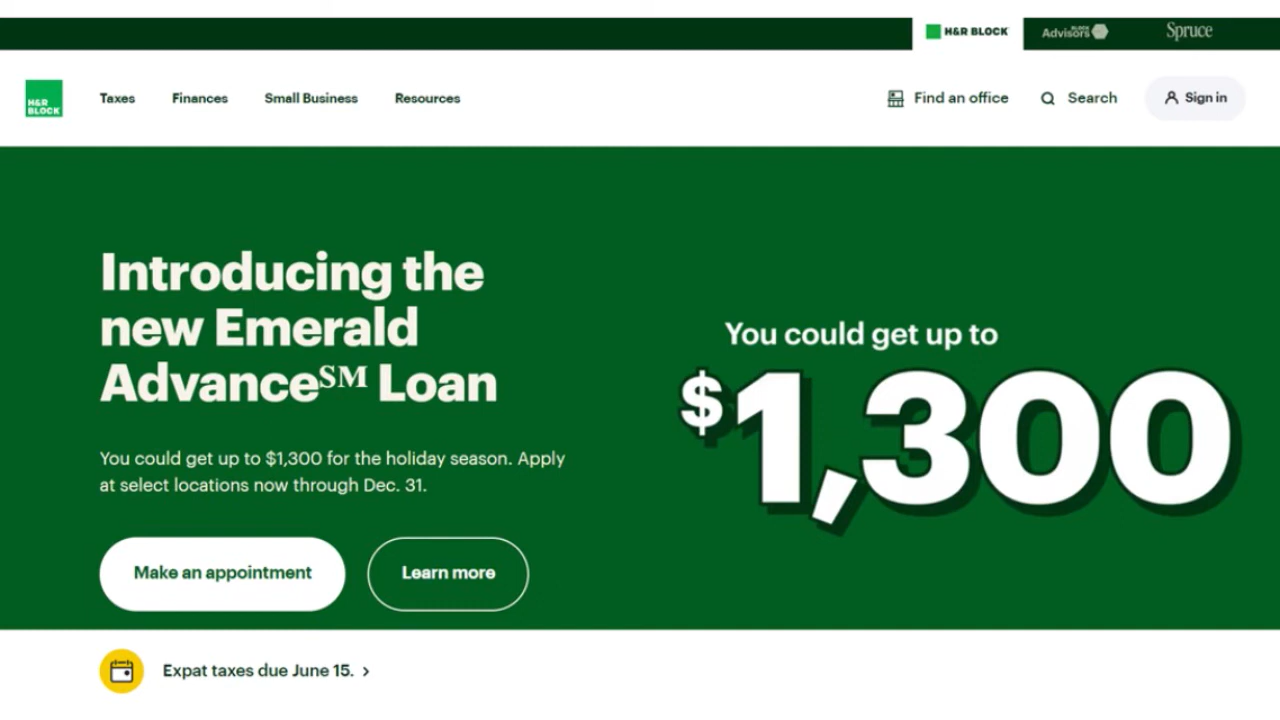 H&R BLOCK
BLOCK
Advisors
Spruce
H&R
BLOCK
Taxes
Finances
Small Business
Resources
Find an office
Search
Sign in
Introducing the
new Emerald
Advance℠ Loan
You could get up to $1,300 for the holiday season. Apply
at select locations now through Dec. 31.
Make an appointment
Learn more
You could get up to
$1,300
Expat taxes due June 15. >